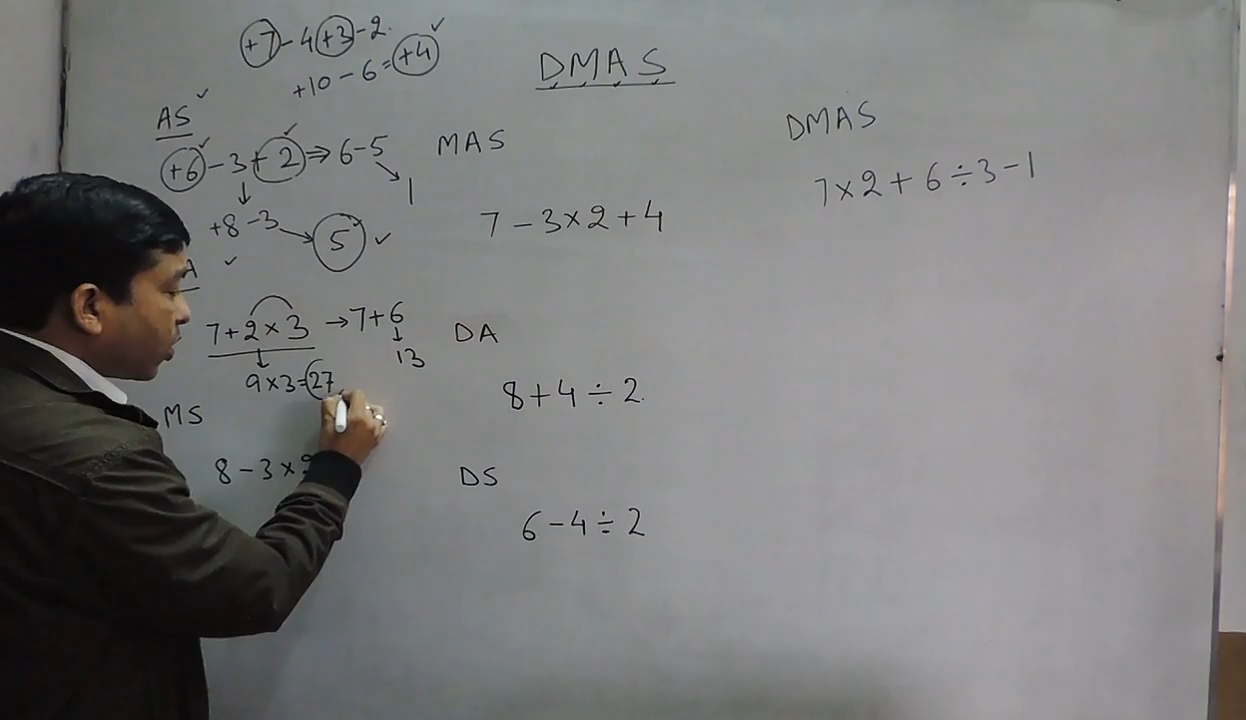 +7-4+3-2.
+10-6=+4 ✓
DMAS
AS ✓
+6-3+2⇒6-5
1
+8-3→5 ✓
A ✓
7+2×3→7+6
↓
13
9×3=27
MS
8-3×
MAS
7-3×2+4
DA
8+4÷2.
DS
6-4÷2
DMAS
7×2+6÷3-1